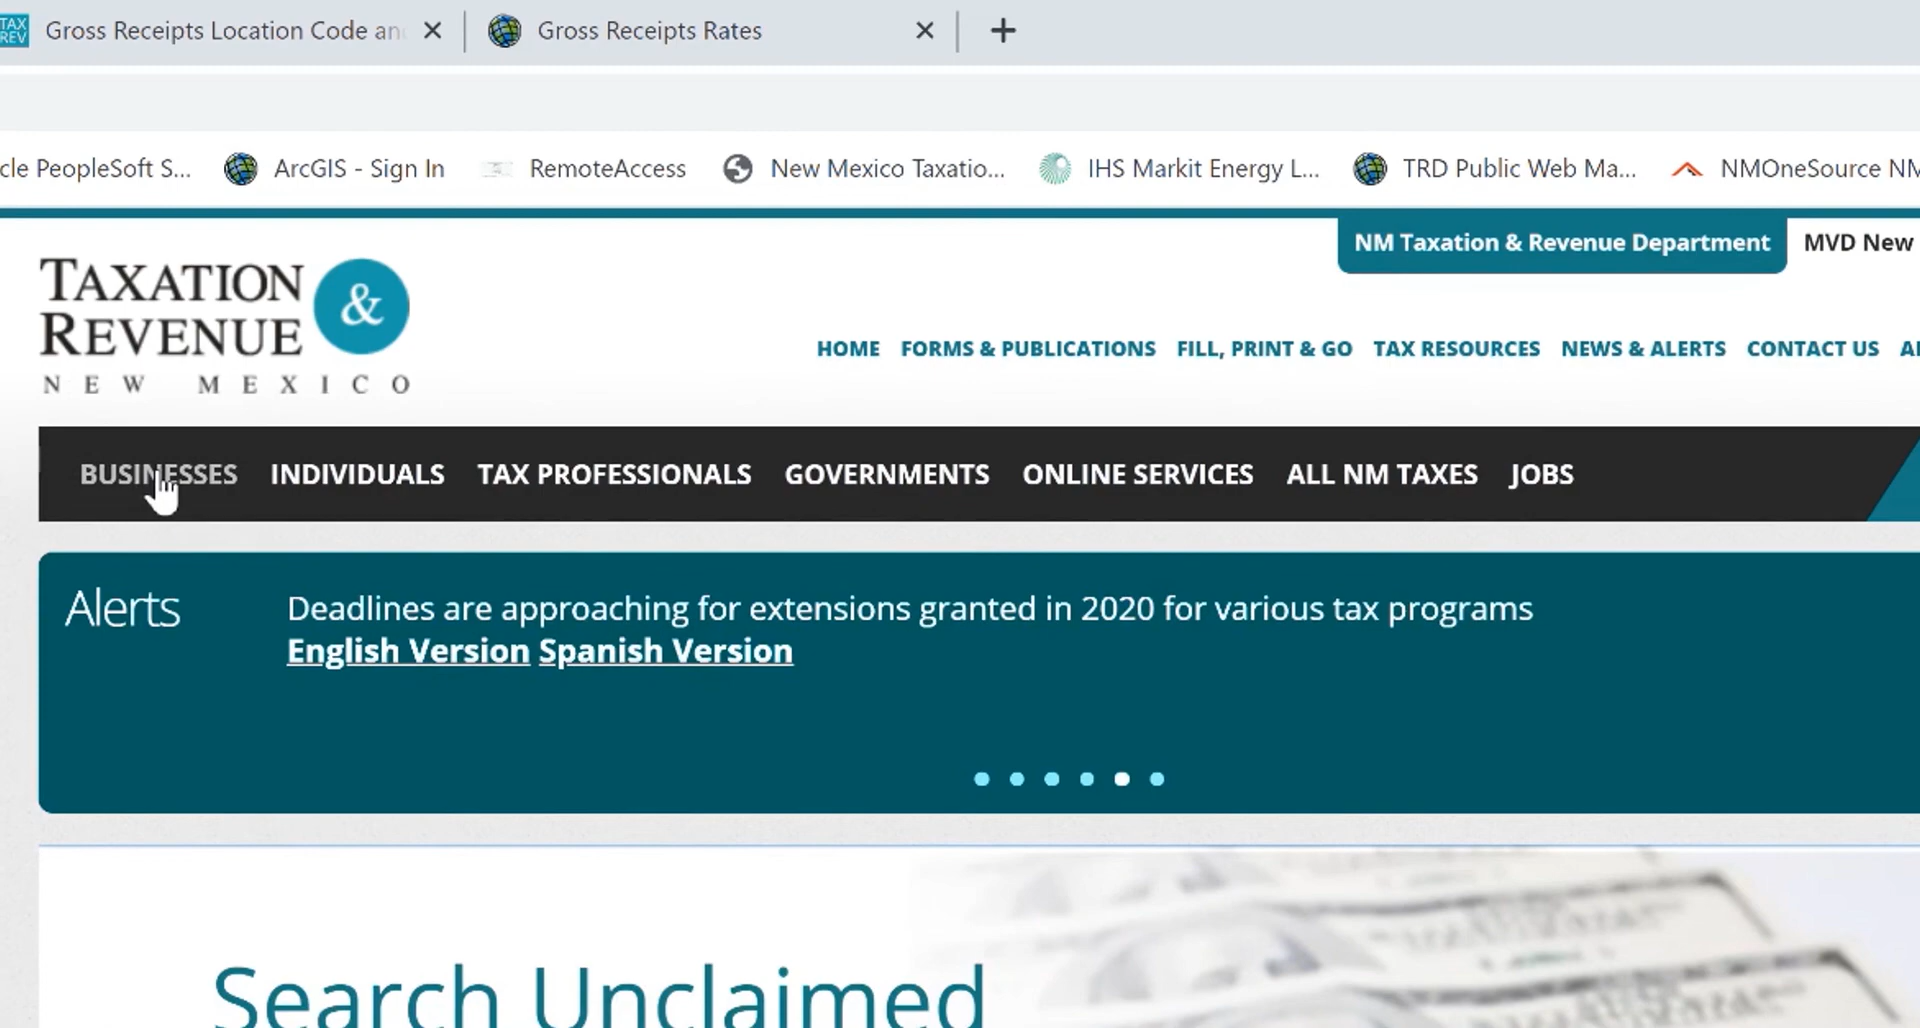 TAX
REV
Gross Receipts Location Code an
Gross Receipts Rates
cle PeopleSoft S...
ArcGIS - Sign In
RemoteAccess
New Mexico Taxatio...
IHS Markit Energy L...
TRD Public Web Ma...
NMOneSource NM
NM Taxation & Revenue Department
MVD New
TAXATION &
REVENUE
NEW MEXICO
HOME FORMS & PUBLICATIONS FILL, PRINT & GO TAX RESOURCES NEWS & ALERTS CONTACT US
BUSINESSES INDIVIDUALS TAX PROFESSIONALS GOVERNMENTS ONLINE SERVICES ALL NM TAXES JOBS
Alerts
Deadlines are approaching for extensions granted in 2020 for various tax programs
English Version Spanish Version
Search Unclaimed